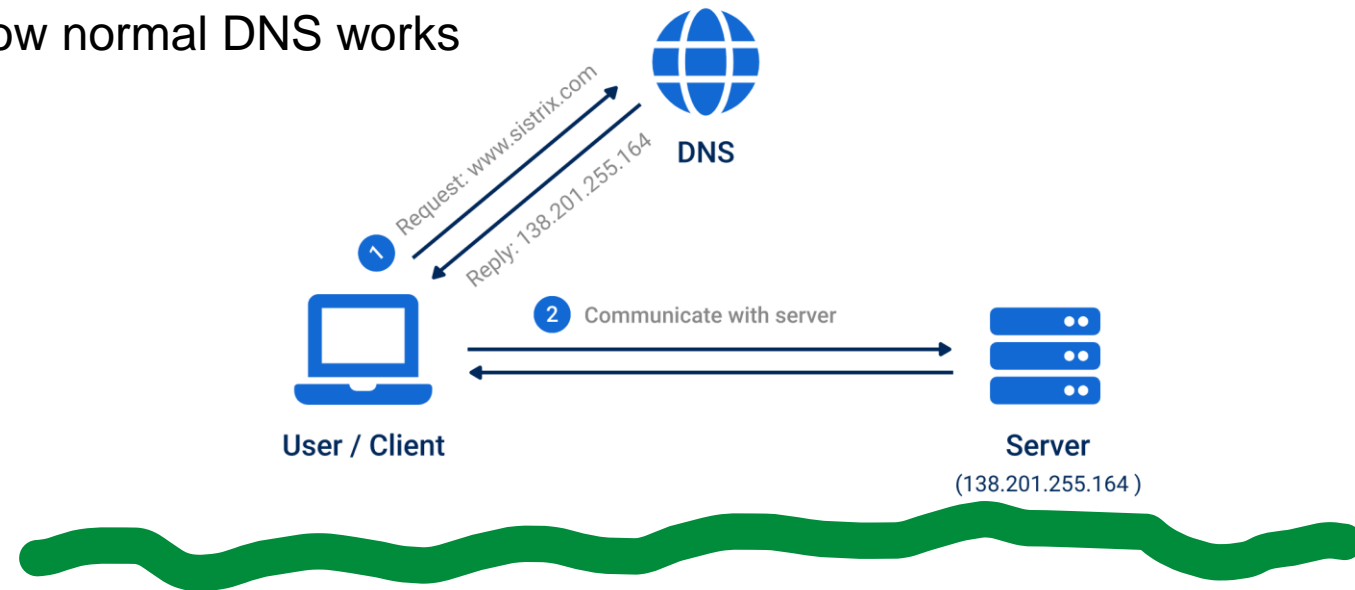 ow normal DNS works
Request: www.sistrix.com
Reply: 138.201.255.164
DNS
1
2 Communicate with server
User / Client
Server
(138.201.255.164 )